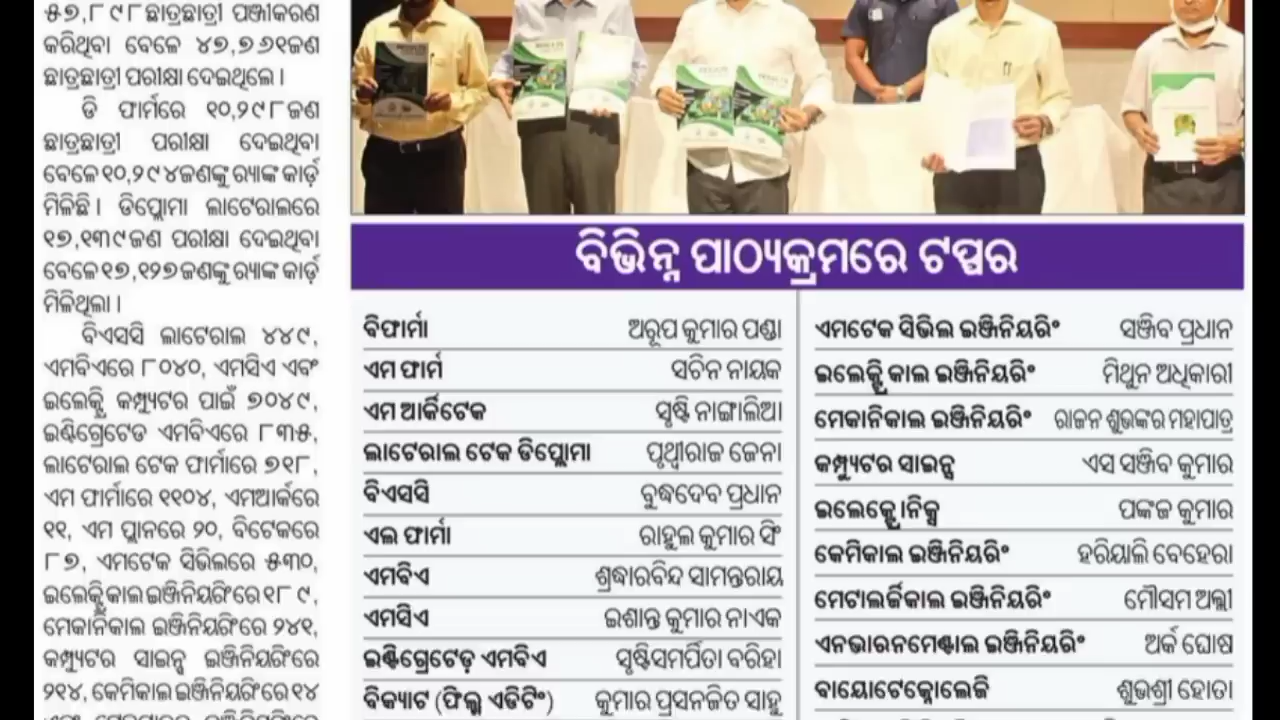 ୫୭,୮୯୮ ଛାତ୍ରଛାତ୍ରୀ ପଞ୍ଜୀକରଣ
କରିଥିବା ବେଳେ ୪୭,୭୬୧ଜଣ
ଛାତ୍ରଛାତ୍ରୀ ପରୀକ୍ଷା ଦେଇଥିଲେ ।
ଡି ଫାର୍ମରେ ୧୦,୨୯୮ଜଣ
ଛାତ୍ରଛାତ୍ରୀ ପରୀକ୍ଷା ଦେଇଥିବା
ବେଳେ ୧୦,୨୯୪ଜଣଙ୍କୁ ର‌୍ୟାଙ୍କ କାର୍ଡ଼
ମିଳିଛି । ଡିପ୍ଲୋମା ଲାଟେରାଲରେ
୧୭,୧୩୯ଜଣ ପରୀକ୍ଷା ଦେଇଥିବା
ବେଳେ ୧୭,୧୨୭ଜଣଙ୍କୁ ର‌୍ୟାଙ୍କ କାର୍ଡ଼
ମିଳିଥିଲା ।
ବିଏସସି ଲାଟେରାଲ ୪୪୯,
ଏମବିଏରେ ୮୦୪୦, ଏମସିଏ ଏବଂ
ଇଲେକ୍ଟ୍ରି କମ୍ପ୍ୟୁଟର ପାଇଁ ୭୦୪୯,
ଇଣ୍ଟିଗ୍ରେଟେଡ ଏମବିଏରେ ୮୩୫,
ଲାଟେରାଲ ଟେକ ଫାର୍ମାରେ ୭୧୮,
ଏମ ଫାର୍ମାରେ ୧୧୦୪, ଏମଆର୍କରେ
୧୧, ଏମ ପ୍ଲାନରେ ୨୦, ବିଟେକରେ
୮୭, ଏମଟେକ ସିଭିଲରେ ୫୩୦,
ଇଲେକ୍ଟ୍ରିକାଲ ଇଞ୍ଜିନିୟରିଂରେ ୧୮୯,
ମେକାନିକାଲ ଇଞ୍ଜିନିୟରିଂରେ ୨୪୧,
କମ୍ପ୍ୟୁଟର ସାଇନ୍ସ ଇଞ୍ଜିନିୟରିଂରେ
୨୧୪, କେମିକାଲ ଇଞ୍ଜିନିୟରିଂରେ ୧୪
ବିଭିନ୍ନ ପାଠ୍ୟକ୍ରମରେ ଟପ୍ପର
ବିଫାର୍ମା ଅରୂପ କୁମାର ପଣ୍ଡା
ଏମ ଫାର୍ମ ସଚିନ ନାୟକ
ଏମ ଆର୍କିଟେକ ସୃଷ୍ଟି ନାଙ୍ଗାଲିଆ
ଲାଟେରାଲ ଟେକ ଡିପ୍ଲୋମା ପୃଥ୍ୱୀରାଜ ଜେନା
ବିଏସସି ବୁଦ୍ଧଦେବ ପ୍ରଧାନ
ଏଲ ଫାର୍ମା ରାହୁଲ କୁମାର ସିଂ
ଏମବିଏ ଶ୍ରଦ୍ଧାରବିନ୍ଦ ସାମନ୍ତରାୟ
ଏମସିଏ ଇଶାନ୍ତ କୁମାର ନାଏକ
ଇଣ୍ଟିଗ୍ରେଟେଡ଼ ଏମବିଏ ସୃଷ୍ଟିସମର୍ପିତା ବରିହା
ବିକ୍ୟାଟ (ଫିଲ୍ମ ଏଡିଟିଂ) କୁମାର ପ୍ରସନଜିତ ସାହୁ
ଏମଟେକ ସିଭିଲ ଇଞ୍ଜିନିୟରିଂ ସଞ୍ଜିବ ପ୍ରଧାନ
ଇଲେକ୍ଟ୍ରିକାଲ ଇଞ୍ଜିନିୟରିଂ ମିଥୁନ ଅଧିକାରୀ
ମେକାନିକାଲ ଇଞ୍ଜିନିୟରିଂ ରାଜନ ଶୁଭଙ୍କର ମହାପାତ୍ର
କମ୍ପ୍ୟୁଟର ସାଇନ୍ସ ଏସ ସଞ୍ଜିବ କୁମାର
ଇଲେକ୍ଟ୍ରୋନିକ୍ସ ପଙ୍କଜ କୁମାର
କେମିକାଲ ଇଞ୍ଜିନିୟରିଂ ହରିୟାଲି ବେହେରା
ମେଟାଲର୍ଜିକାଲ ଇଞ୍ଜିନିୟରିଂ ମୌସମ ଅଲ୍ଲୀ
ଏନଭାରନମେଣ୍ଟାଲ ଇଞ୍ଜିନିୟରିଂ ଅର୍କ ଘୋଷ
ବାୟୋଟେକ୍ନୋଲୋଜି ଶୁଭଶ୍ରୀ ହୋତା